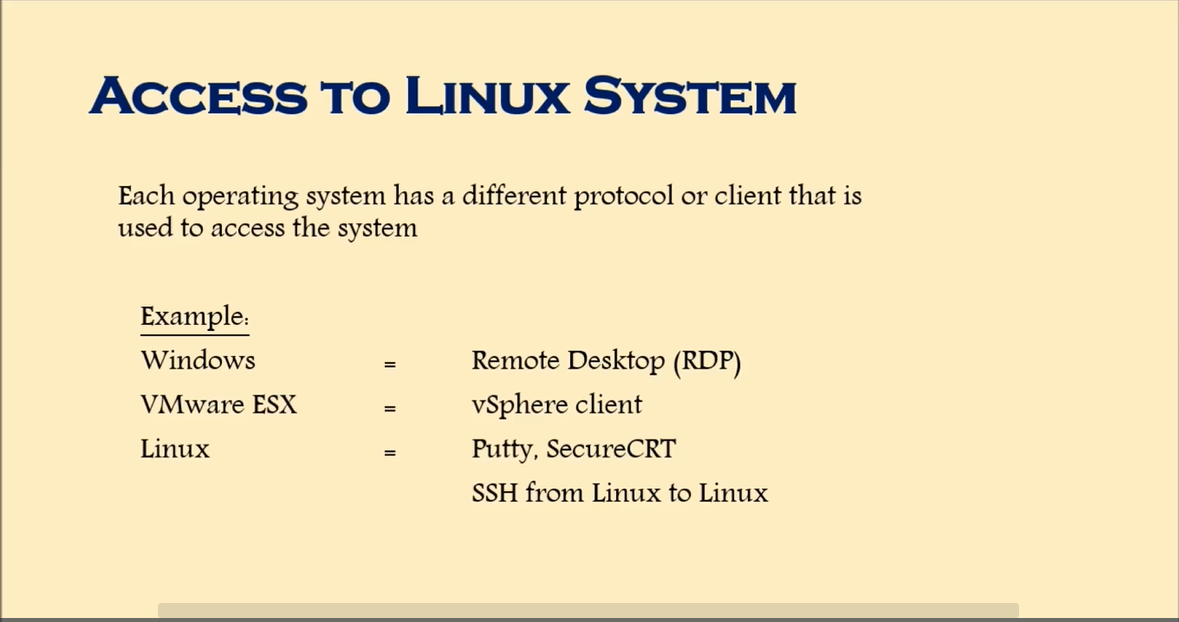 Access to Linux System
Each operating system has a different protocol or client that is
used to access the system
Example:
Windows = Remote Desktop (RDP)
VMware ESX = vSphere client
Linux = Putty, SecureCRT
SSH from Linux to Linux